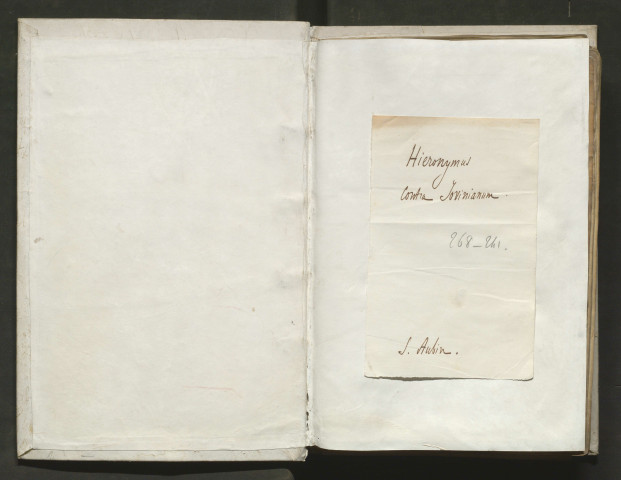 Hieronymus
Contra Jovinianum.
268-261.
S. Aubin.